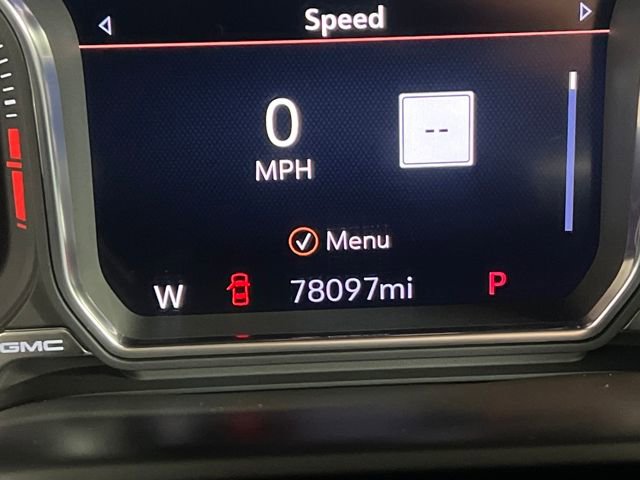 Speed
0
MPH
--
Menu
W 78097mi P
GMC